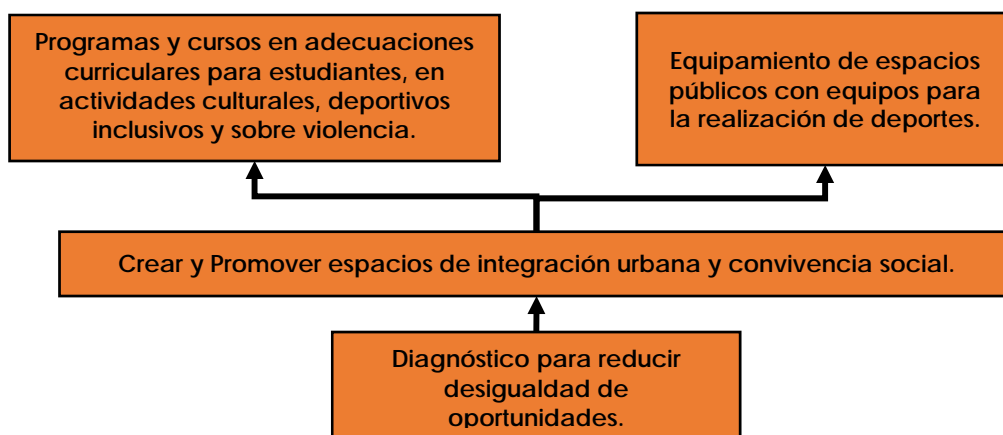 Programas y cursos en adecuaciones
curriculares para estudiantes, en
actividades culturales, deportivos
inclusivos y sobre violencia.
Equipamiento de espacios
públicos con equipos para
la realización de deportes.
Crear y Promover espacios de integración urbana y convivencia social.
Diagnóstico para reducir
desigualdad de
oportunidades.